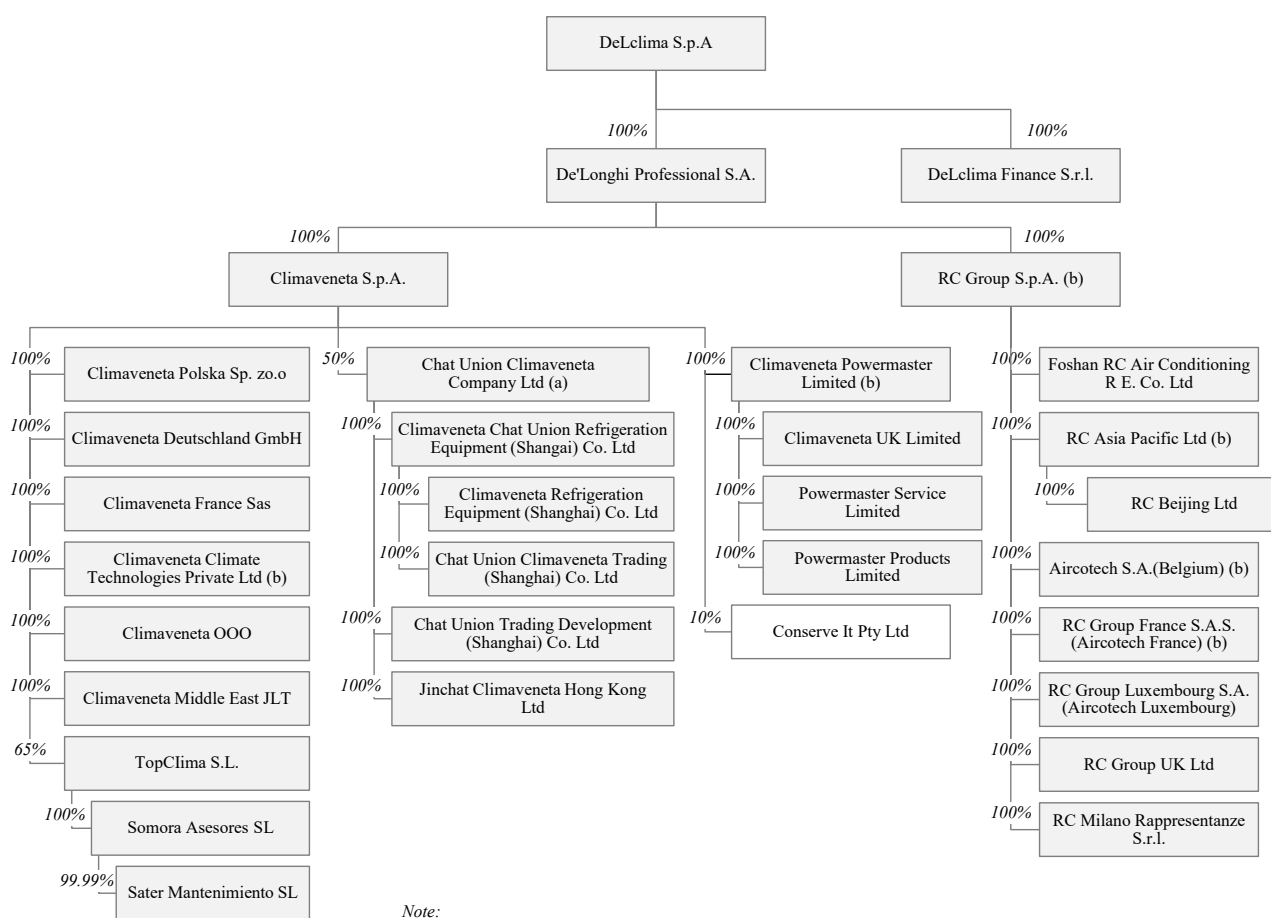 DeLclima S.p.A
100%
100%
De'Longhi Professional S.A.
DeLclima Finance S.r.l.
100%
100%
Climaveneta S.p.A.
RC Group S.p.A. (b)
100%
Climaveneta Polska Sp. zo.o
100%
Climaveneta Deutschland GmbH
100%
Climaveneta France Sas
100%
Climaveneta Climate
Technologies Private Ltd (b)
100%
Climaveneta OOO
100%
Climaveneta Middle East JLT
65%
TopClima S.L.
100%
Somora Asesores SL
99.99%
Sater Mantenimiento SL
50%
Chat Union Climaveneta
Company Ltd (a)
100%
Climaveneta Chat Union Refrigeration
Equipment (Shangai) Co. Ltd
100%
Climaveneta Refrigeration
Equipment (Shanghai) Co. Ltd
100%
Chat Union Climaveneta Trading
(Shanghai) Co. Ltd
100%
Chat Union Trading Development
(Shanghai) Co. Ltd
100%
Jinchat Climaveneta Hong Kong
Ltd
100%
Climaveneta Powermaster
Limited (b)
100%
Climaveneta UK Limited
100%
Powermaster Service
Limited
100%
Powermaster Products
Limited
10%
Conserve It Pty Ltd
100%
Foshan RC Air Conditioning
R E. Co. Ltd
100%
RC Asia Pacific Ltd (b)
100%
RC Beijing Ltd
100%
Aircotech S.A.(Belgium) (b)
100%
RC Group France S.A.S.
(Aircotech France) (b)
100%
RC Group Luxembourg S.A.
(Aircotech Luxembourg)
100%
RC Group UK Ltd
100%
RC Milano Rappresentanze
S.r.l.
Note: